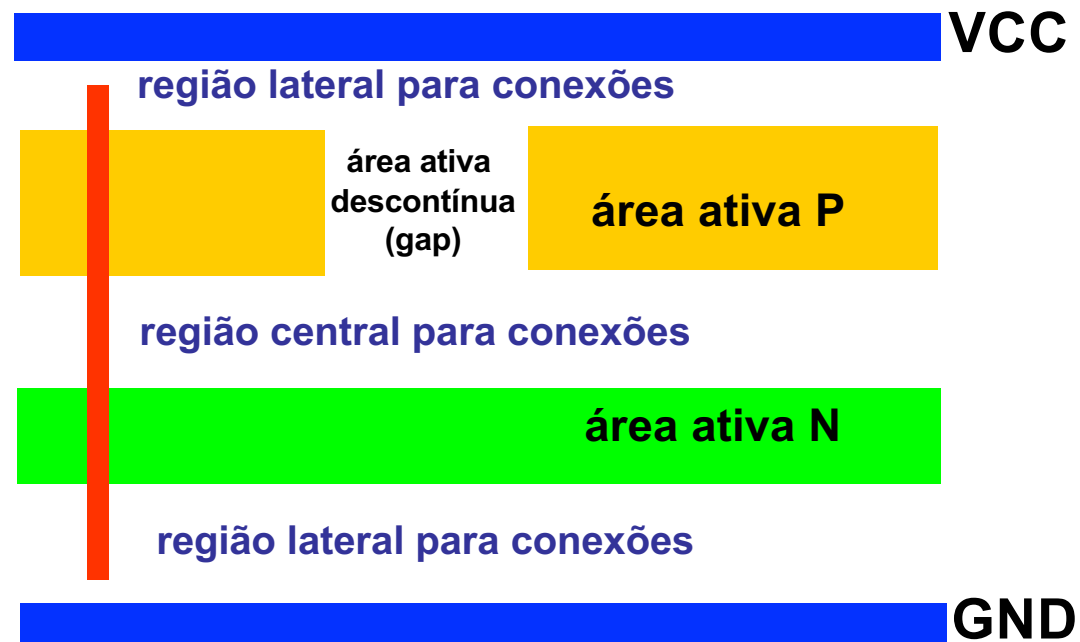 VCC
região lateral para conexões
área ativa
descontínua
(gap)
área ativa P
região central para conexões
área ativa N
região lateral para conexões
GND